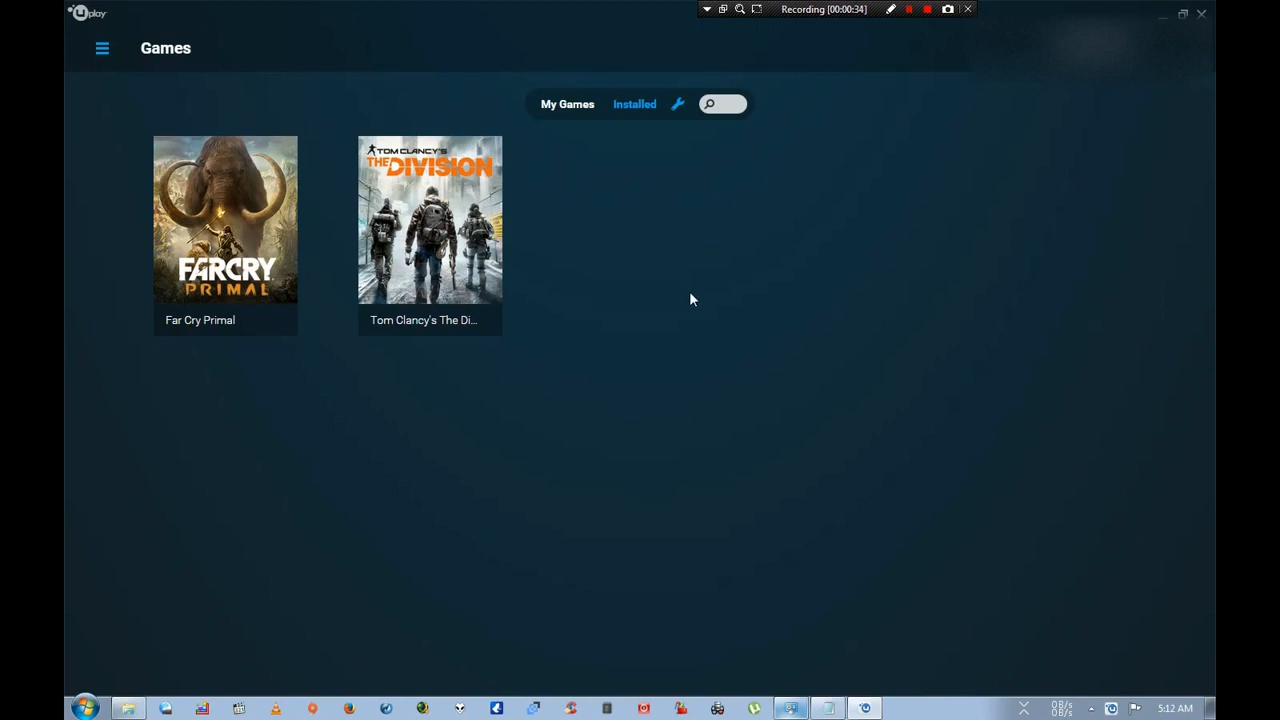 uplay
Recording [00:00:34]
Games
My Games Installed
TOM CLANCY'S
THE DIVISION
FARCRY
PRIMAL
Far Cry Primal
Tom Clancy's The Di...
0B/s
0B/s
5:12 AM